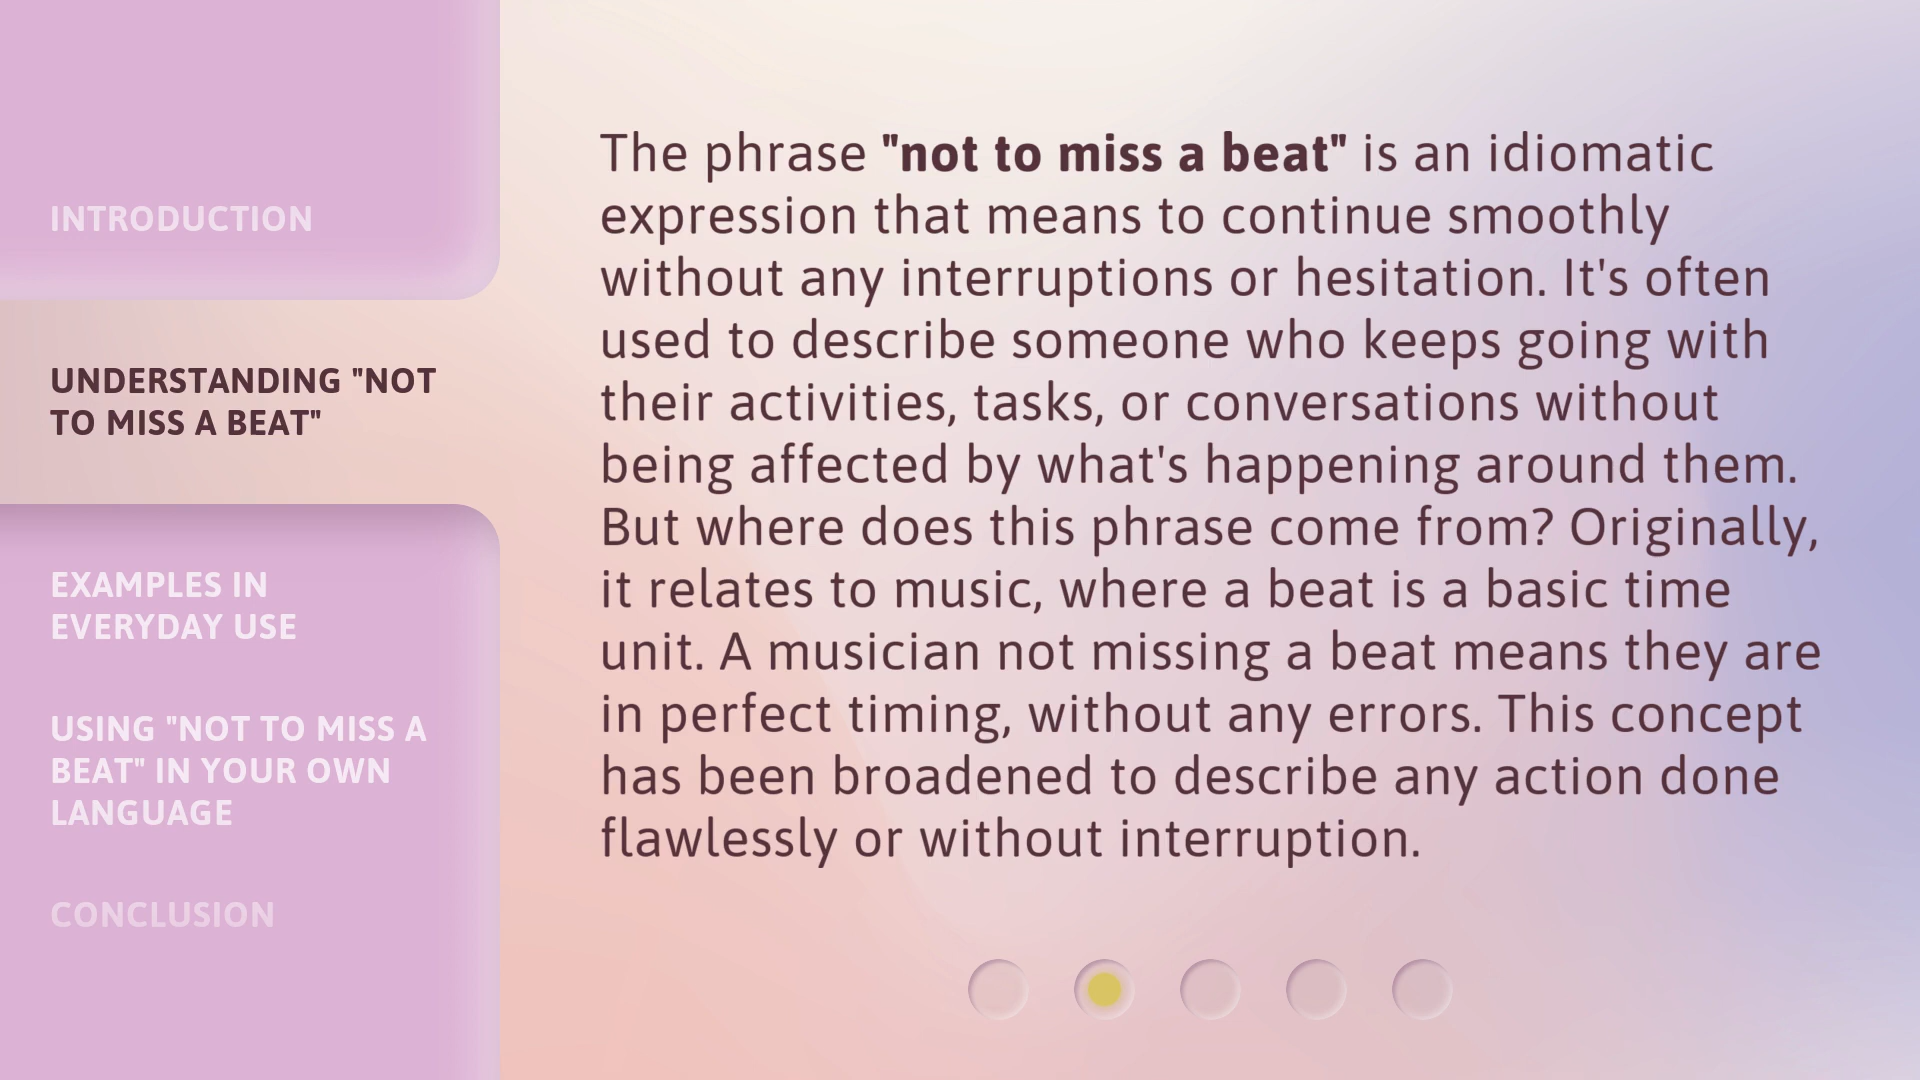 INTRODUCTION
UNDERSTANDING "NOT
TO MISS A BEAT"
EXAMPLES IN
EVERYDAY USE
USING "NOT TO MISS A
BEAT" IN YOUR OWN
LANGUAGE
CONCLUSION
The phrase "not to miss a beat" is an idiomatic
expression that means to continue smoothly
without any interruptions or hesitation. It's often
used to describe someone who keeps going with
their activities, tasks, or conversations without
being affected by what's happening around them.
But where does this phrase come from? Originally,
it relates to music, where a beat is a basic time
unit. A musician not missing a beat means they are
in perfect timing, without any errors. This concept
has been broadened to describe any action done
flawlessly or without interruption.